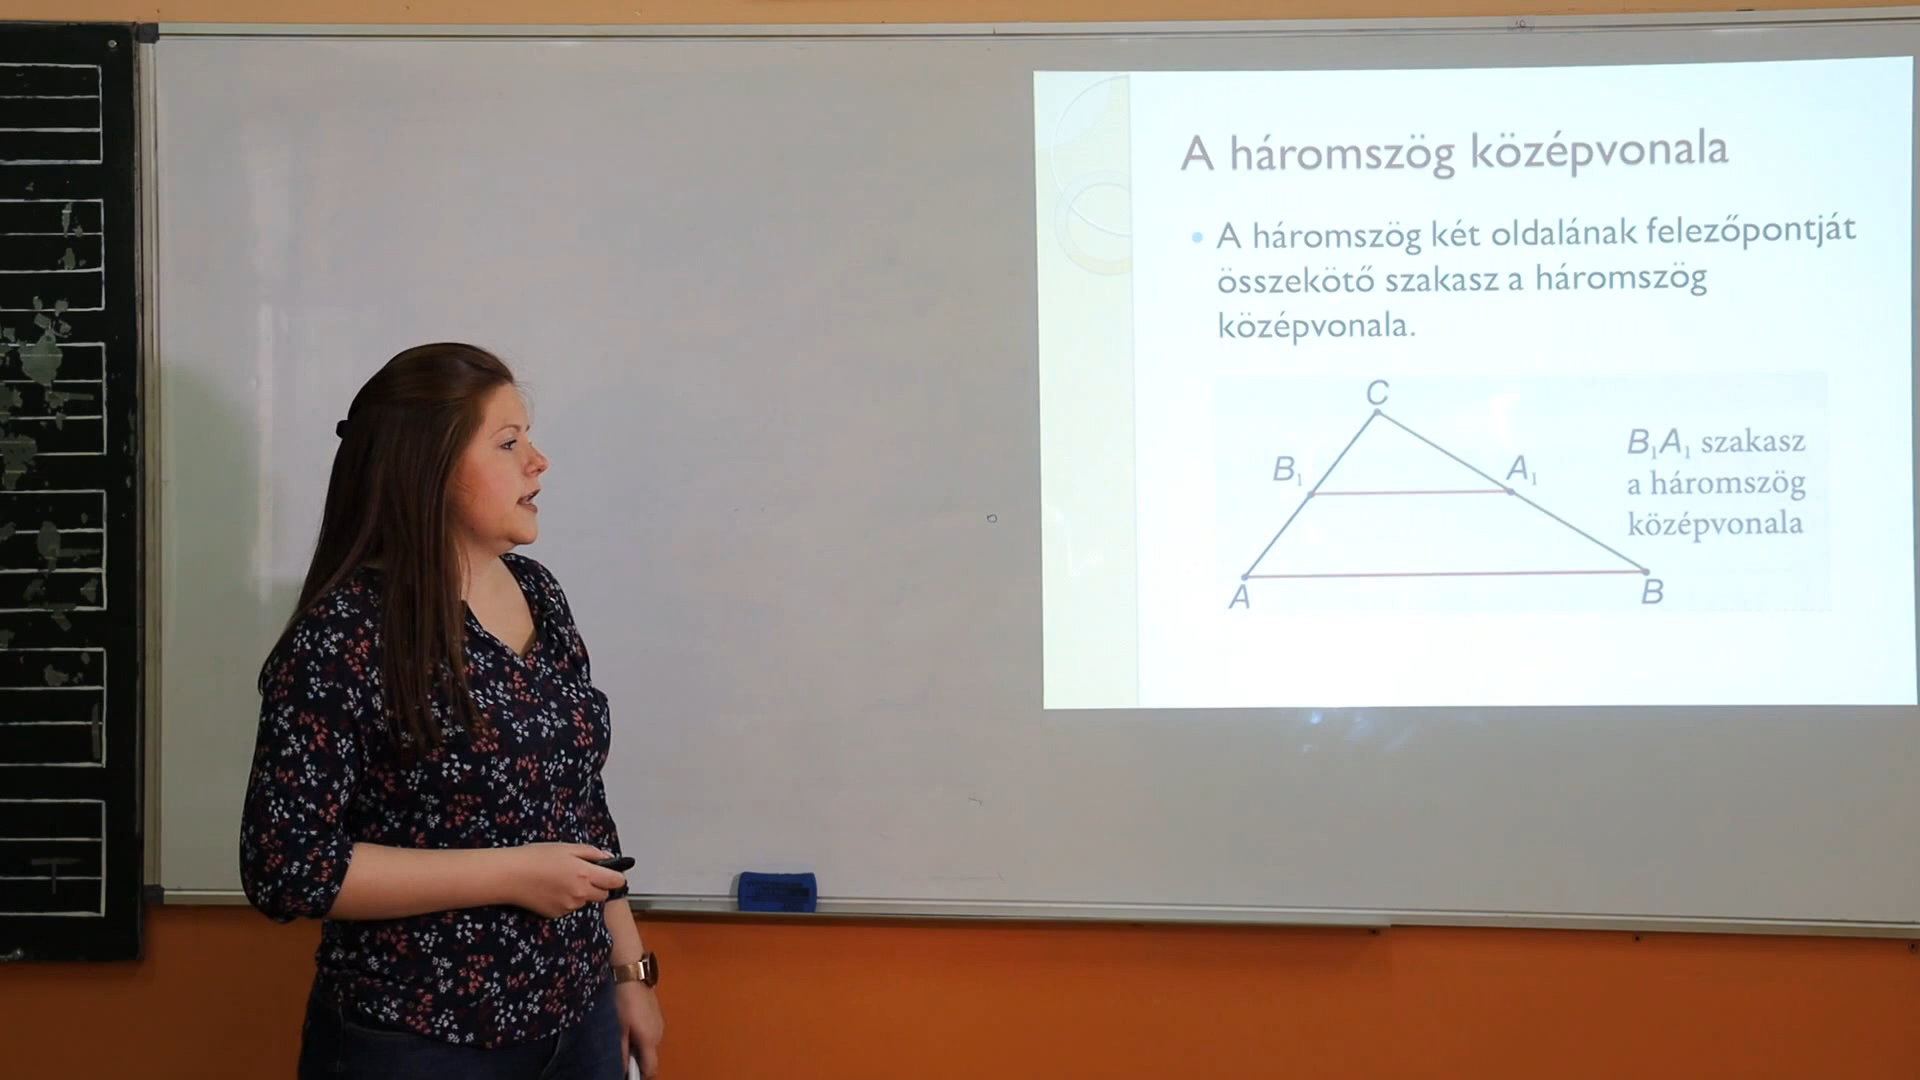 A háromszög középvonala
A háromszög két oldalának felezőpontját
összekötő szakasz a háromszög
középvonala.
C
B₁
A₁
A
B
B₁A₁ szakasz
a háromszög
középvonala